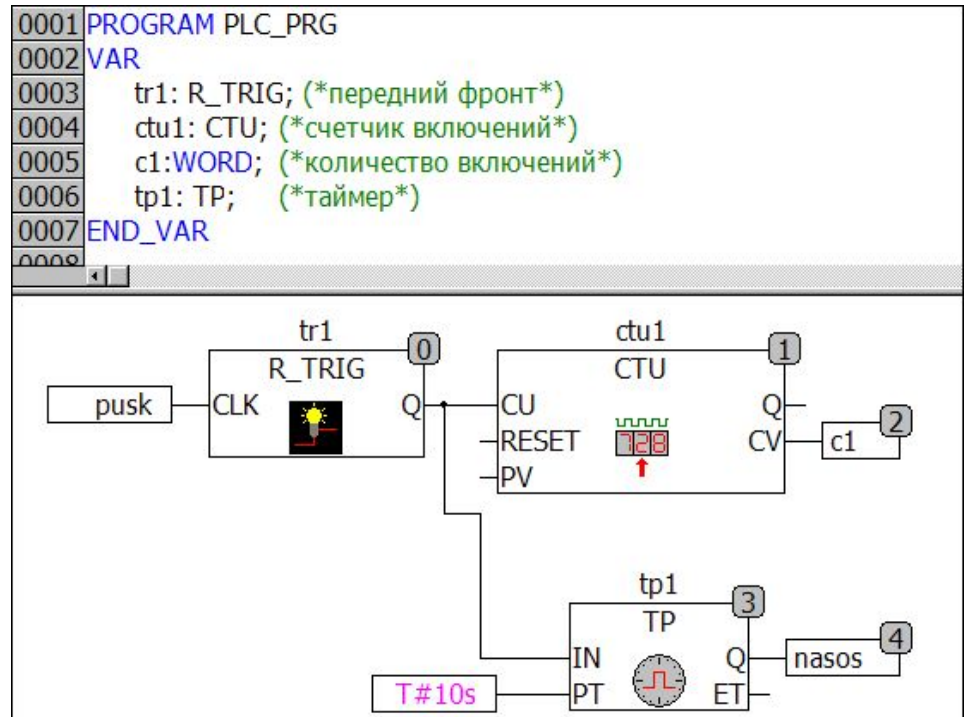 0001 PROGRAM PLC_PRG
0002 VAR
0003 tr1: R_TRIG; (*передний фронт*)
0004 ctu1: CTU; (*счетчик включений*)
0005 c1:WORD; (*количество включений*)
0006 tp1: TP; (*таймер*)
0007 END_VAR
0008
tr1
0
R_TRIG
pusk
CLK
Q
ctu1
1
CTU
CU
Q
RESET
728
CV
2
c1
PV
tp1
3
TP
IN
Q
4
nasos
T#10s
PT
ET